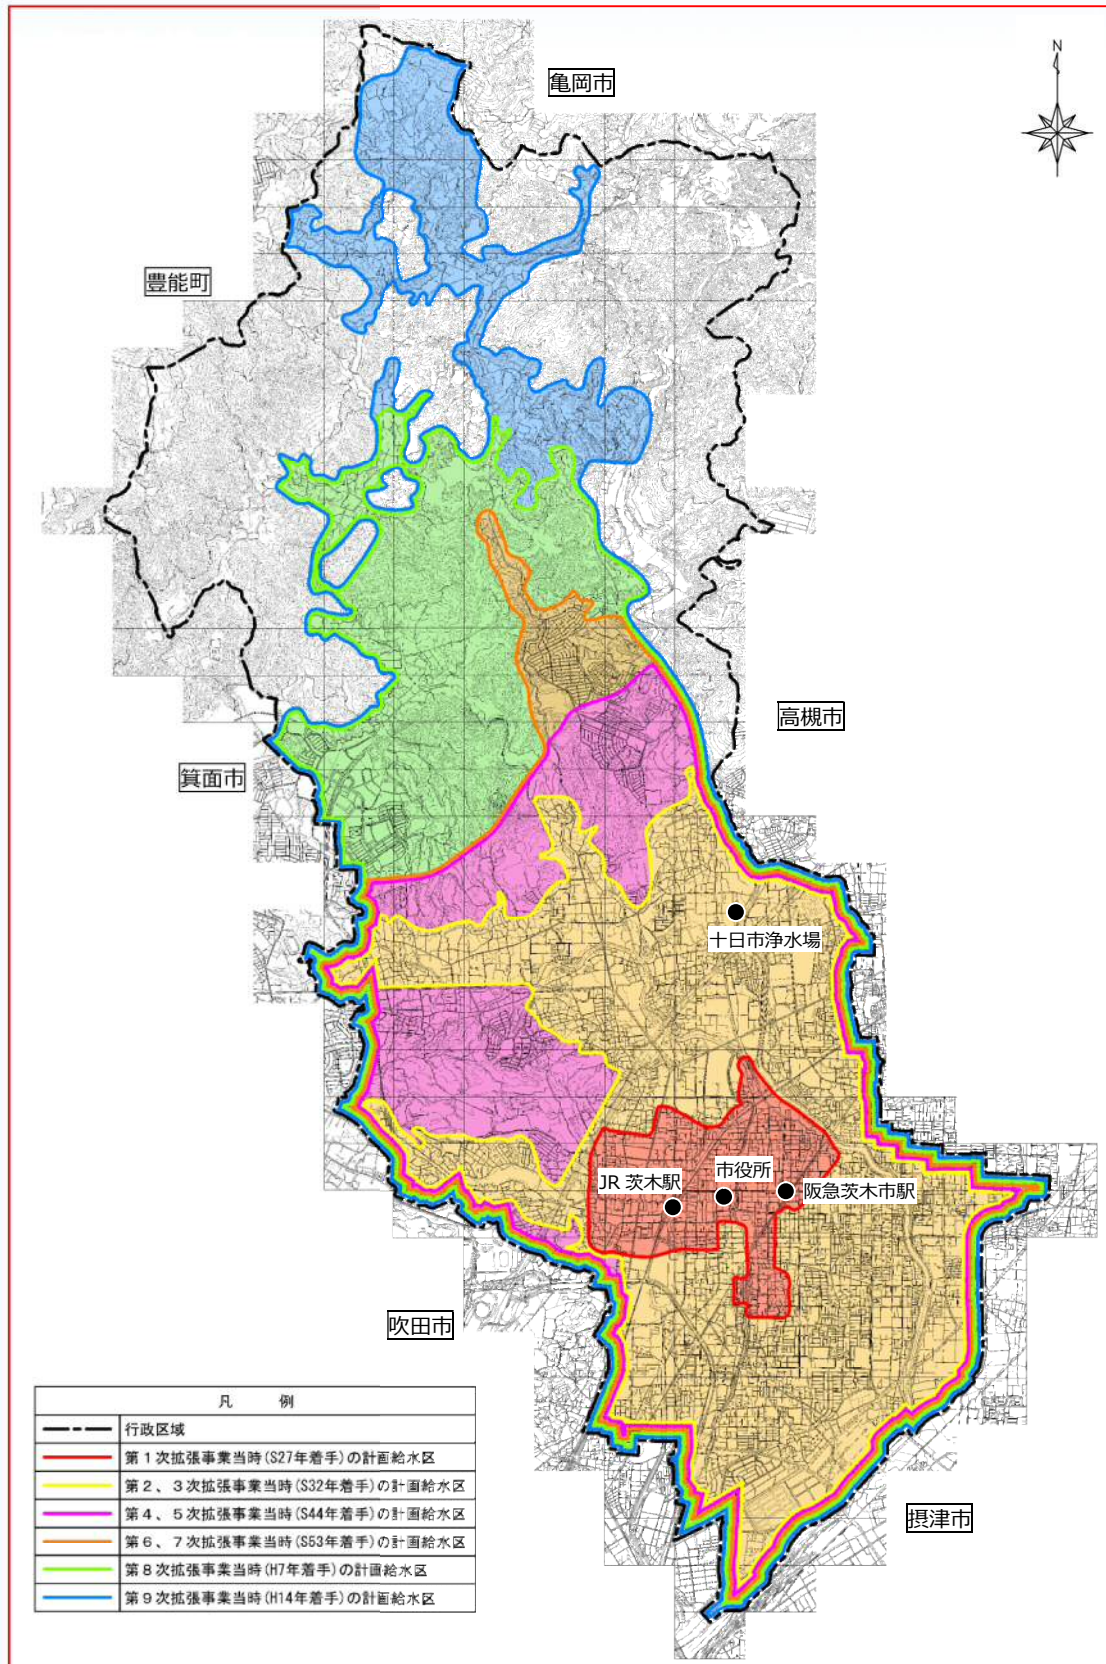 N
亀岡市
豊能町
高槻市
箕面市
十日市浄水場
市役所
JR 茨木駅
阪急茨木市駅
吹田市
摂津市
凡 例
行政区域
第1次拡張事業当時(S27年着手)の計画給水区
第2、3次拡張事業当時(S32年着手)の計画給水区
第4、5次拡張事業当時(S44年着手)の計画給水区
第6、7次拡張事業当時(S53年着手)の計画給水区
第8次拡張事業当時(H7年着手)の計画給水区
第9次拡張事業当時(H14年着手)の計画給水区